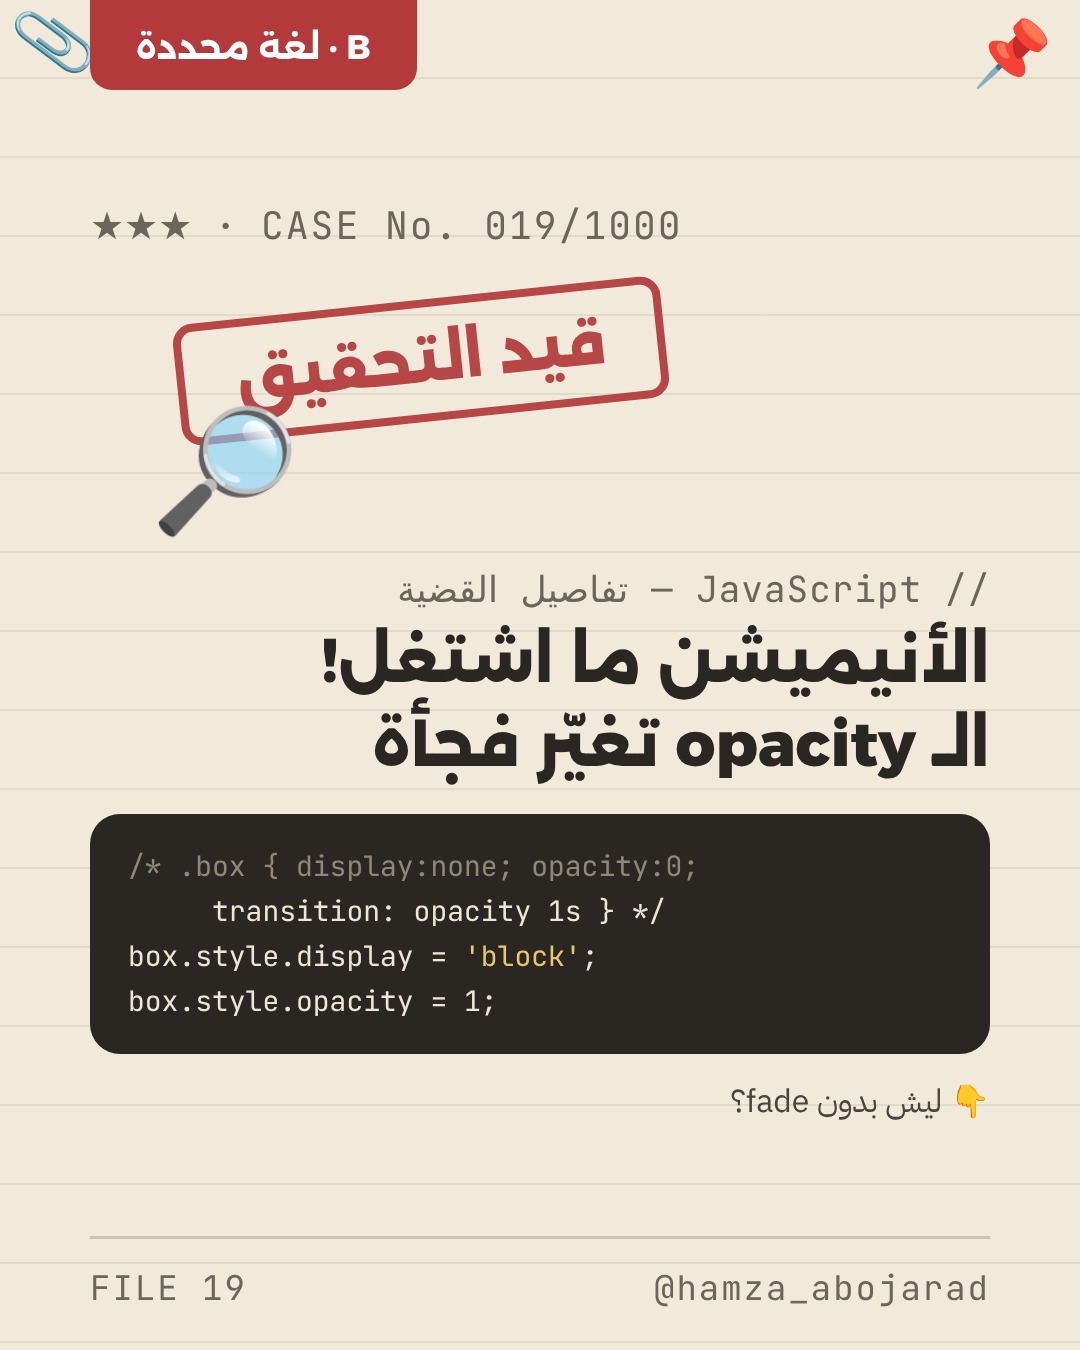 B · لغة محددة
★★★ · CASE No. 019/1000
قيد التحقيق
// JavaScript — تفاصيل القضية
الأنيميشن ما اشتغل!
الـ opacity تغيّر فجأة
/* .box { display:none; opacity:0;
transition: opacity 1s } */
box.style.display = 'block';
box.style.opacity = 1;
👇 ليش بدون fade؟
FILE 19
@hamza_abojarad